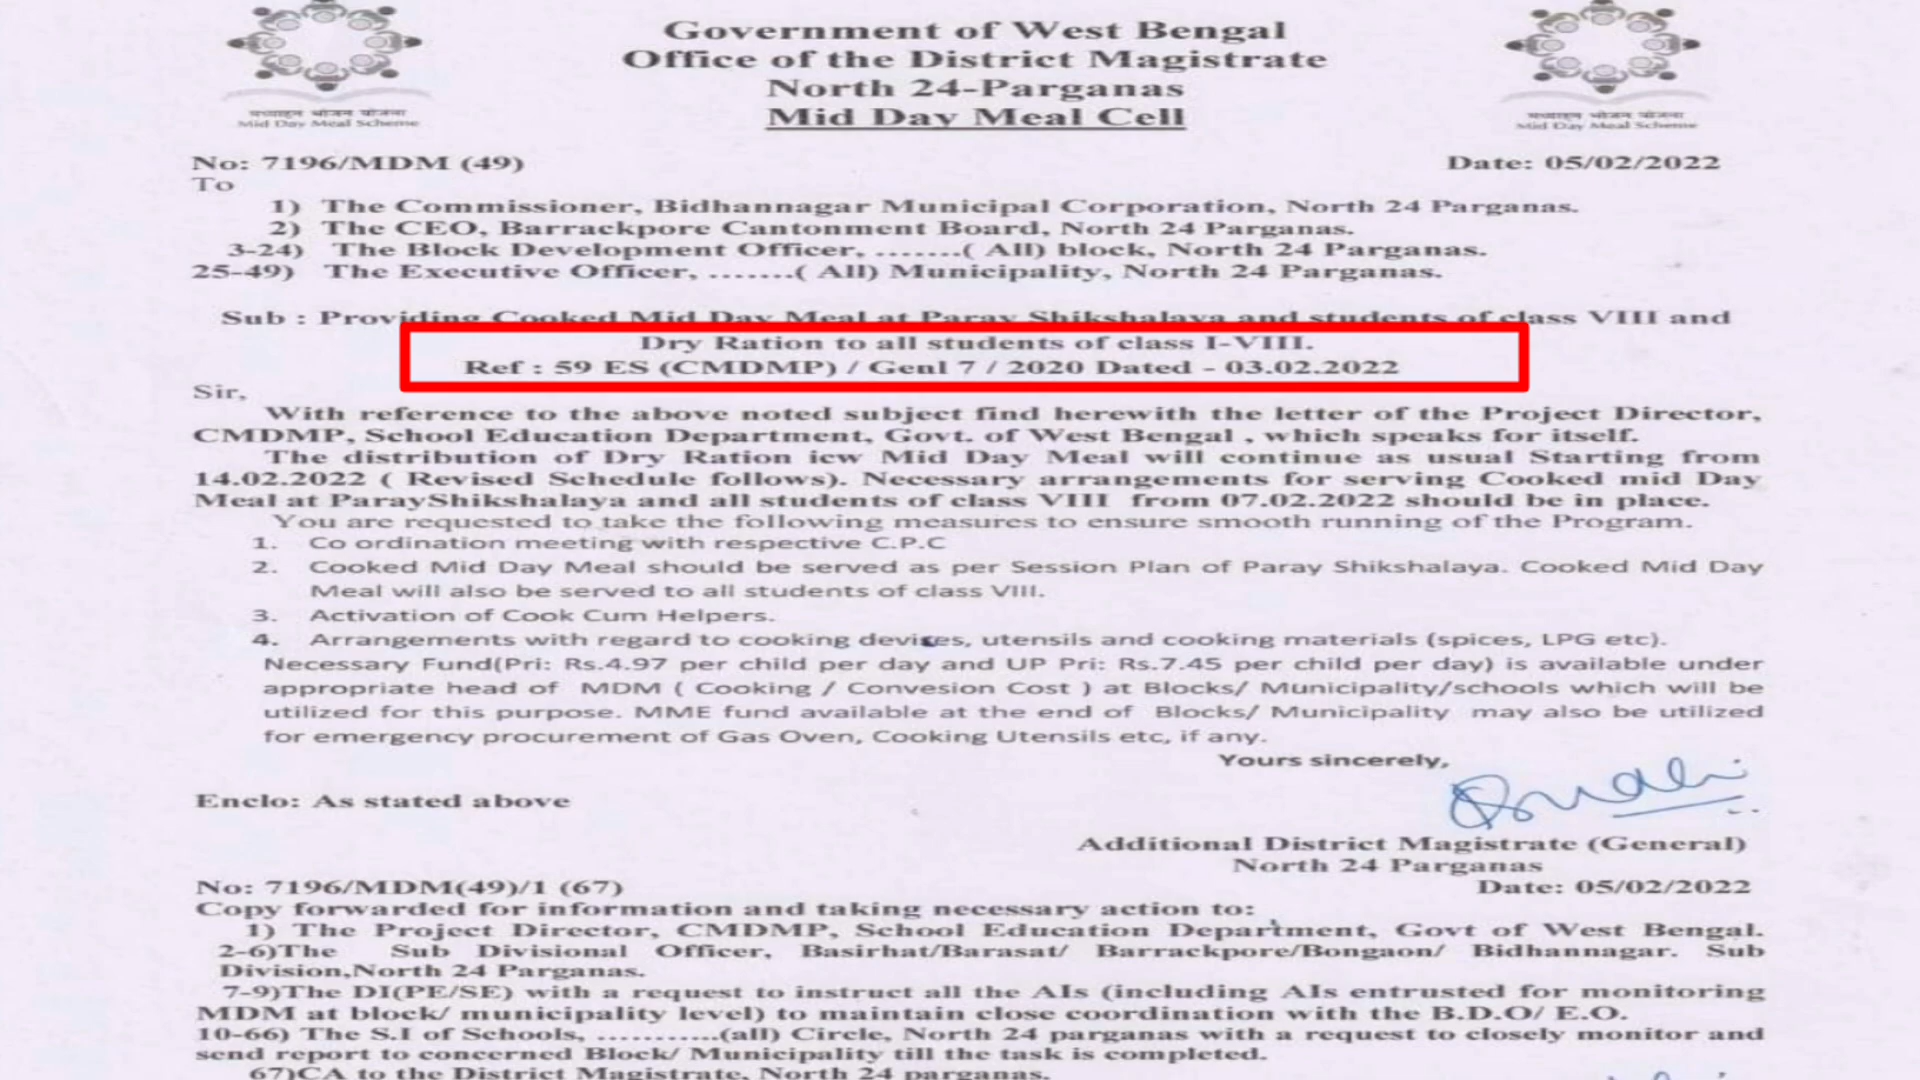 Government of West Bengal
Office of the District Magistrate
North 24-Parganas
Mid Day Meal Cell
मध्याह्न भोजन योजना
Mid Day Meal Scheme
मध्याह्न भोजन योजना
Mid Day Meal Scheme
No: 7196/MDM (49) Date: 05/02/2022
To
1) The Commissioner, Bidhannagar Municipal Corporation, North 24 Parganas.
2) The CEO, Barrackpore Cantonment Board, North 24 Parganas.
3-24) The Block Development Officer, .......( All) block, North 24 Parganas.
25-49) The Executive Officer, .......( All) Municipality, North 24 Parganas.
Sub : Providing Cooked Mid Day Meal at Paray Shikshalaya and students of class VIII and
Dry Ration to all students of class I-VIII.
Ref : 59 ES (CMDMP) / Genl 7 / 2020 Dated - 03.02.2022
Sir,
With reference to the above noted subject find herewith the letter of the Project Director,
CMDMP, School Education Department, Govt. of West Bengal , which speaks for itself.
The distribution of Dry Ration icw Mid Day Meal will continue as usual Starting from
14.02.2022 ( Revised Schedule follows). Necessary arrangements for serving Cooked mid Day
Meal at ParayShikshalaya and all students of class VIII from 07.02.2022 should be in place.
You are requested to take the following measures to ensure smooth running of the Program.
1. Co ordination meeting with respective C.P.C
2. Cooked Mid Day Meal should be served as per Session Plan of Paray Shikshalaya. Cooked Mid Day
Meal will also be served to all students of class VIII.
3. Activation of Cook Cum Helpers.
4. Arrangements with regard to cooking devices, utensils and cooking materials (spices, LPG etc).
Necessary Fund(Pri: Rs.4.97 per child per day and UP Pri: Rs.7.45 per child per day) is available under
appropriate head of MDM ( Cooking / Convesion Cost ) at Blocks/ Municipality/schools which will be
utilized for this purpose. MME fund available at the end of Blocks/ Municipality may also be utilized
for emergency procurement of Gas Oven, Cooking Utensils etc, if any.
Yours sincerely,
Enclo: As stated above
Additional District Magistrate (General)
North 24 Parganas
No: 7196/MDM(49)/1 (67) Date: 05/02/2022
Copy forwarded for information and taking necessary action to:
1) The Project Director, CMDMP, School Education Department, Govt of West Bengal.
2-6)The Sub Divisional Officer, Basirhat/Barasat/ Barrackpore/Bongaon/ Bidhannagar. Sub
Division,North 24 Parganas.
7-9)The DI(PE/SE) with a request to instruct all the AIs (including AIs entrusted for monitoring
MDM at block/ municipality level) to maintain close coordination with the B.D.O/ E.O.
10-66) The S.I of Schools, ...........(all) Circle, North 24 parganas with a request to closely monitor and
send report to concerned Block/ Municipality till the task is completed.
67)CA to the District Magistrate, North 24 parganas.